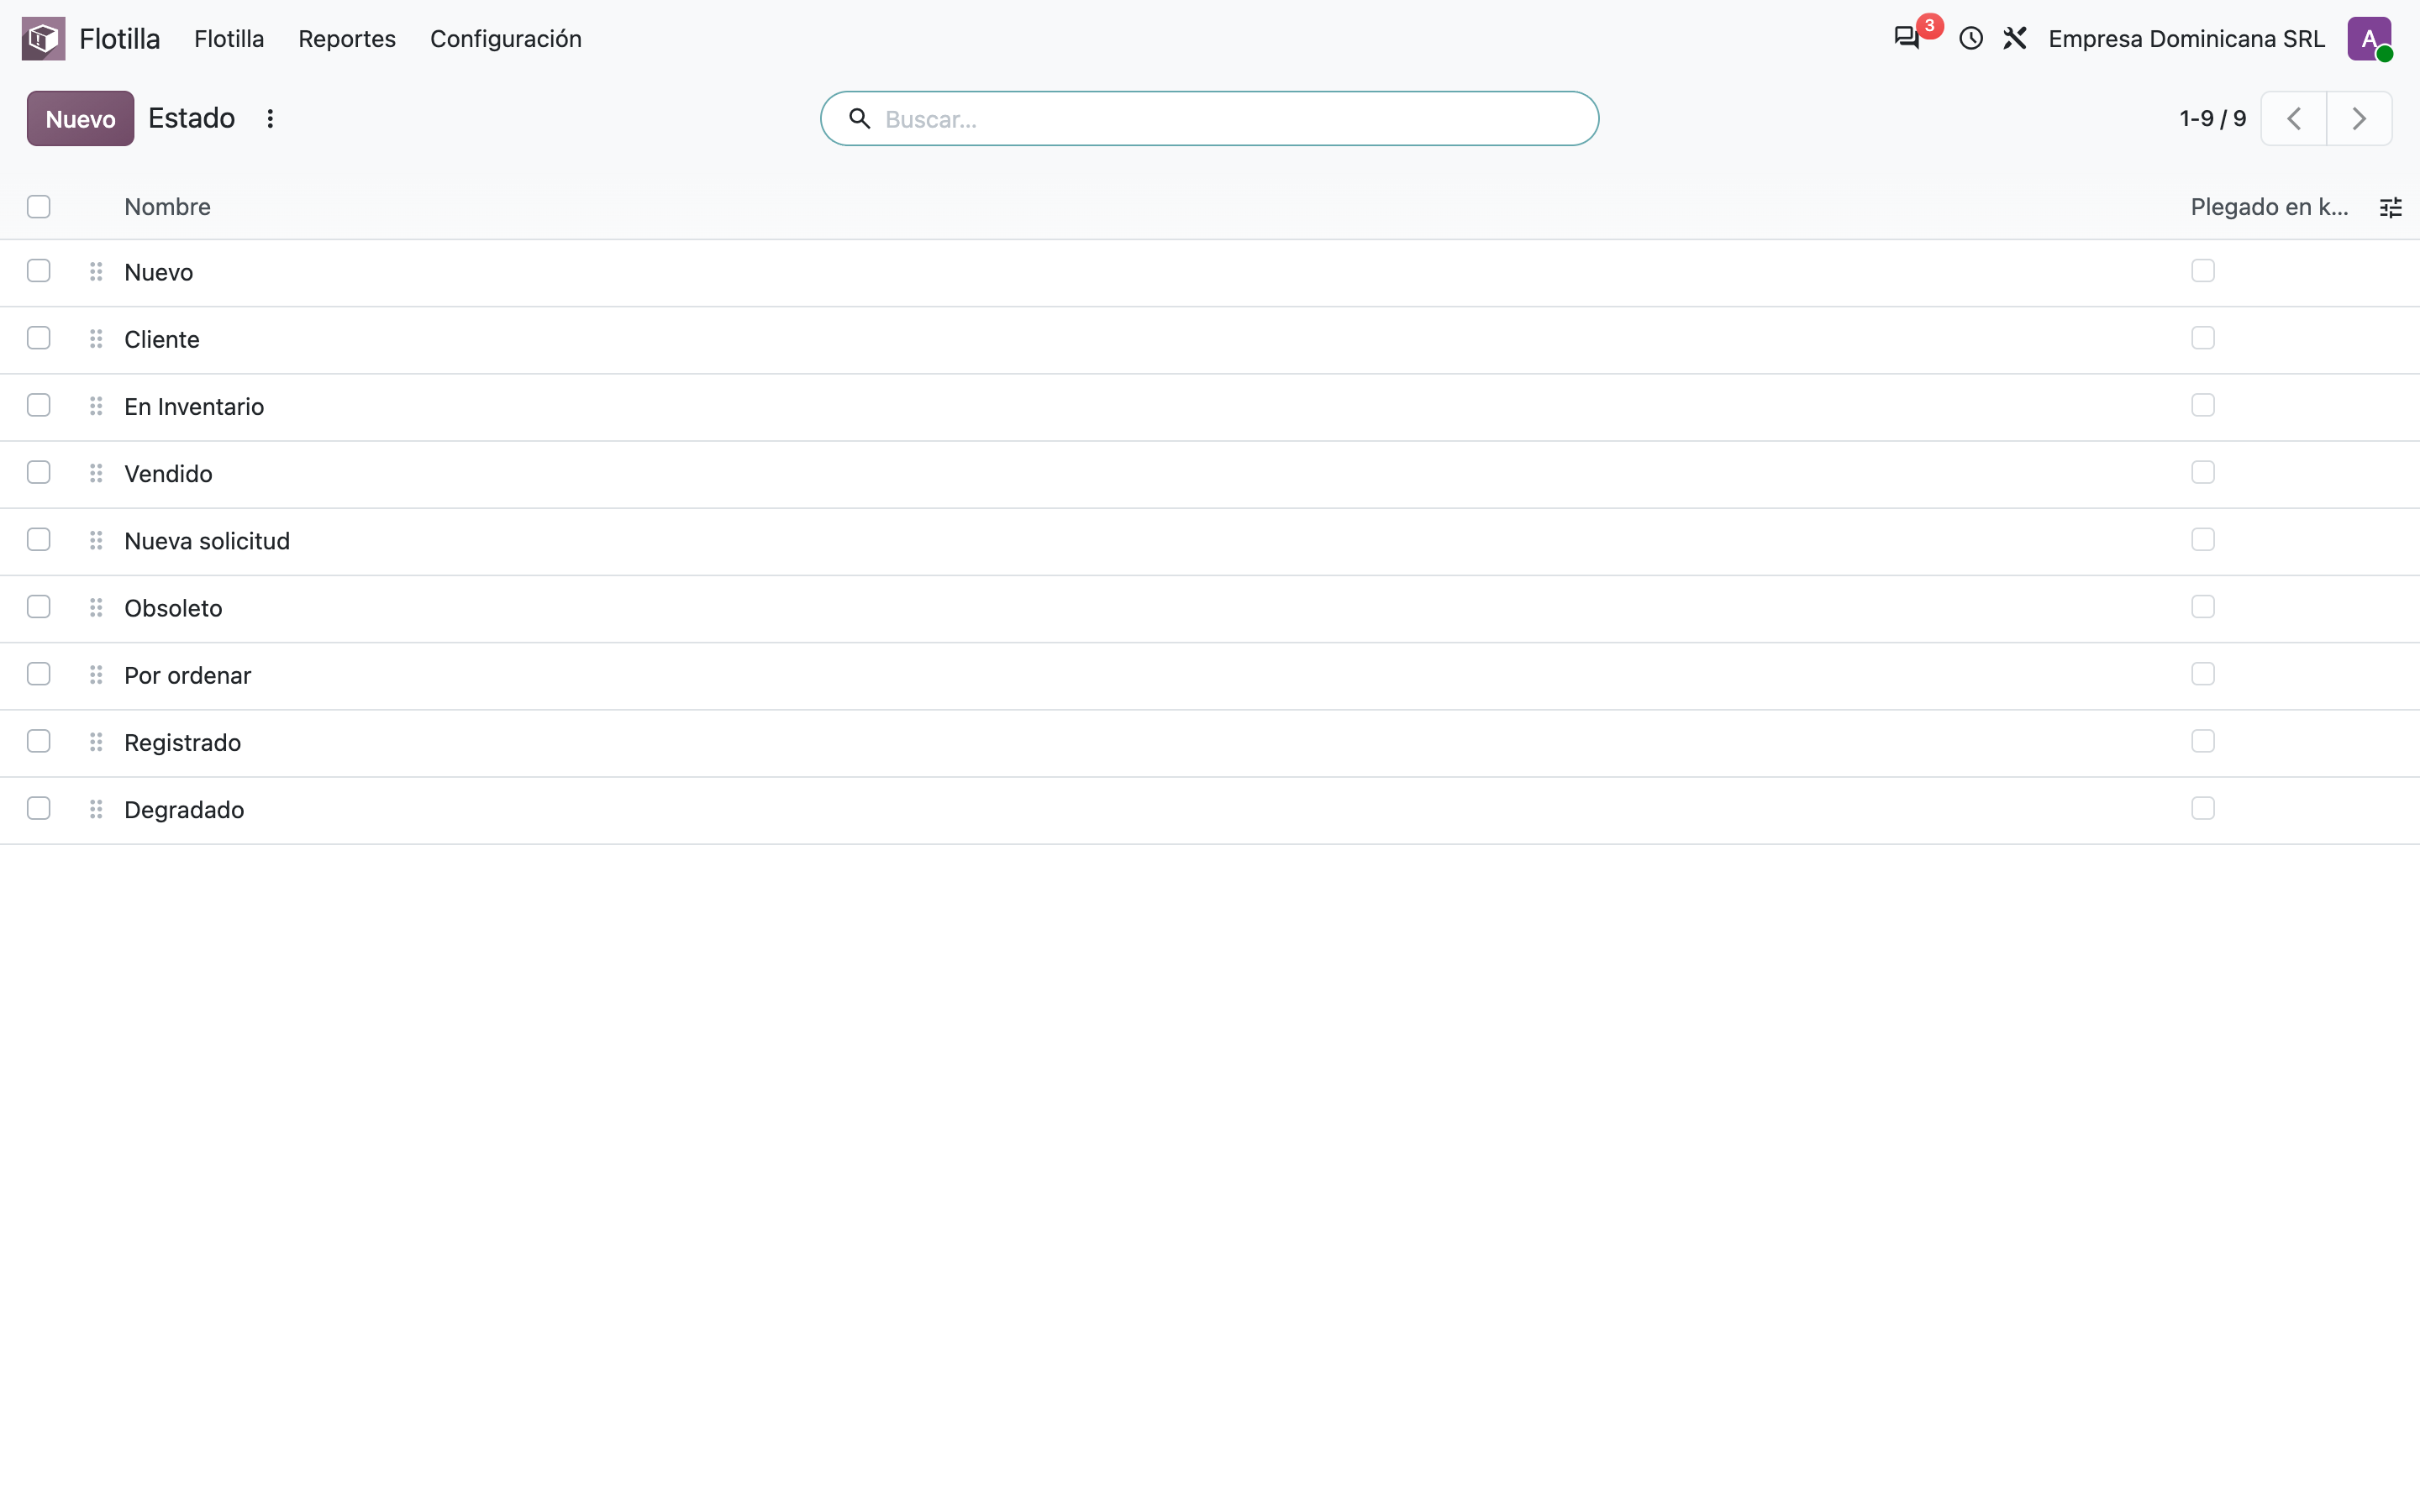 Flotilla Flotilla Reportes Configuración 3 Empresa Dominicana SRL A
Nuevo Estado Buscar... 1-9 / 9
Nombre Plegado en k...
Nuevo
Cliente
En Inventario
Vendido
Nueva solicitud
Obsoleto
Por ordenar
Registrado
Degradado